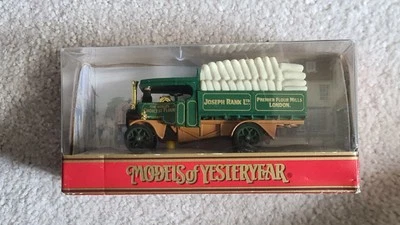 JOSEPH RANK LTD.
PREMIER FLOUR MILLS
LONDON.
MODELS of YESTERYEAR